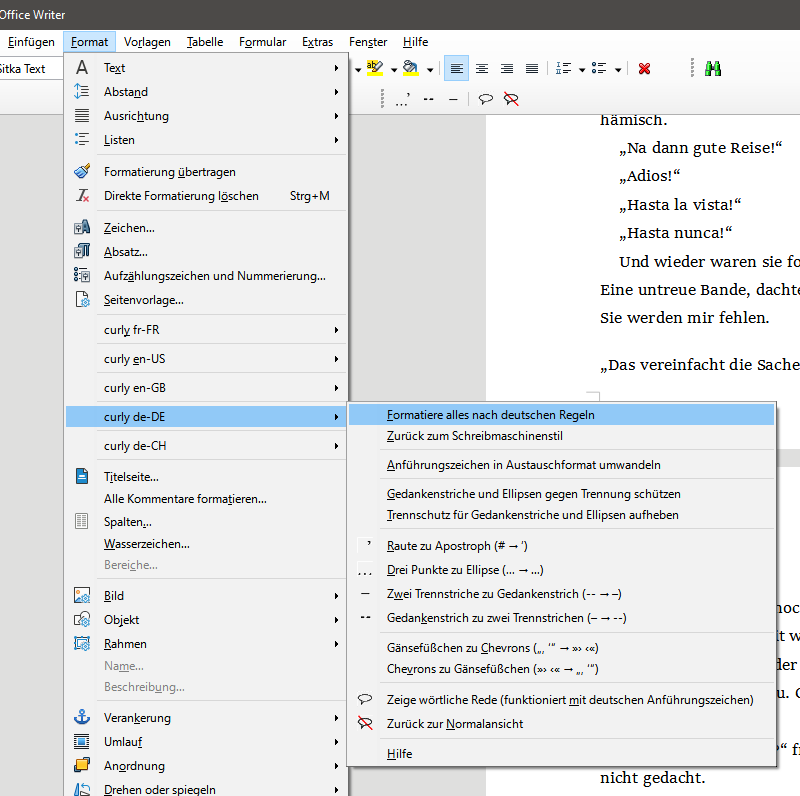 Office Writer
Einfügen Format Vorlagen Tabelle Formular Extras Fenster Hilfe
Sitka Text
Text
Abstand
Ausrichtung
Listen
Formatierung übertragen
Direkte Formatierung löschen Strg+M
Zeichen...
Absatz...
Aufzählungszeichen und Nummerierung...
Seitenvorlage...
curly fr-FR
curly en-US
curly en-GB
curly de-DE
curly de-CH
Titelseite...
Alle Kommentare formatieren...
Spalten...
Wasserzeichen...
Bereiche...
Bild
Objekt
Rahmen
Name...
Beschreibung...
Verankerung
Umlauf
Anordnung
Drehen oder spiegeln
Formatiere alles nach deutschen Regeln
Zurück zum Schreibmaschinenstil
Anführungszeichen in Austauschformat umwandeln
Gedankenstriche und Ellipsen gegen Trennung schützen
Trennschutz für Gedankenstriche und Ellipsen aufheben
Raute zu Apostroph (# → ’)
Drei Punkte zu Ellipse (... → …)
Zwei Trennstriche zu Gedankenstrich (-- → –)
Gedankenstrich zu zwei Trennstrichen (– → --)
Gänsefüßchen zu Chevrons („‚ ‘“ → »› ‹«)
Chevrons zu Gänsefüßchen (»› ‹« → „‚ ‘“)
Zeige wörtliche Rede (funktioniert mit deutschen Anführungszeichen)
Zurück zur Normalansicht
Hilfe
hämisch.
„Na dann gute Reise!“
„Adios!“
„Hasta la vista!“
„Hasta nunca!“
Und wieder waren sie
Eine untreue Bande,
Sie werden mir fehlen.
„Das vereinfacht die Sache
nicht gedacht.